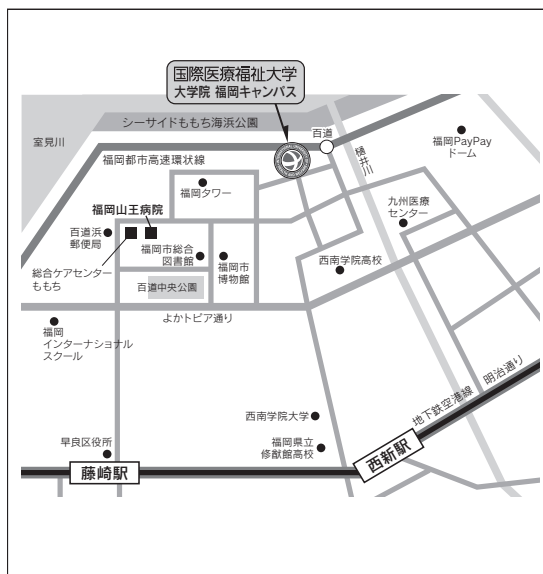 国際医療福祉大学
大学院 福岡キャンパス
シーサイドももち海浜公園
室見川
百道
福岡PayPay
ドーム
樋井川
福岡都市高速環状線
福岡タワー
九州医療
センター
福岡山王病院
百道浜
郵便局
福岡市総合
図書館
福岡市
博物館
西南学院高校
総合ケアセンター
ももち
百道中央公園
よかトピア通り
福岡
インターナショナル
スクール
明治通り
地下鉄空港線
西南学院大学
福岡県立
修猷館高校
早良区役所
西新駅
藤崎駅